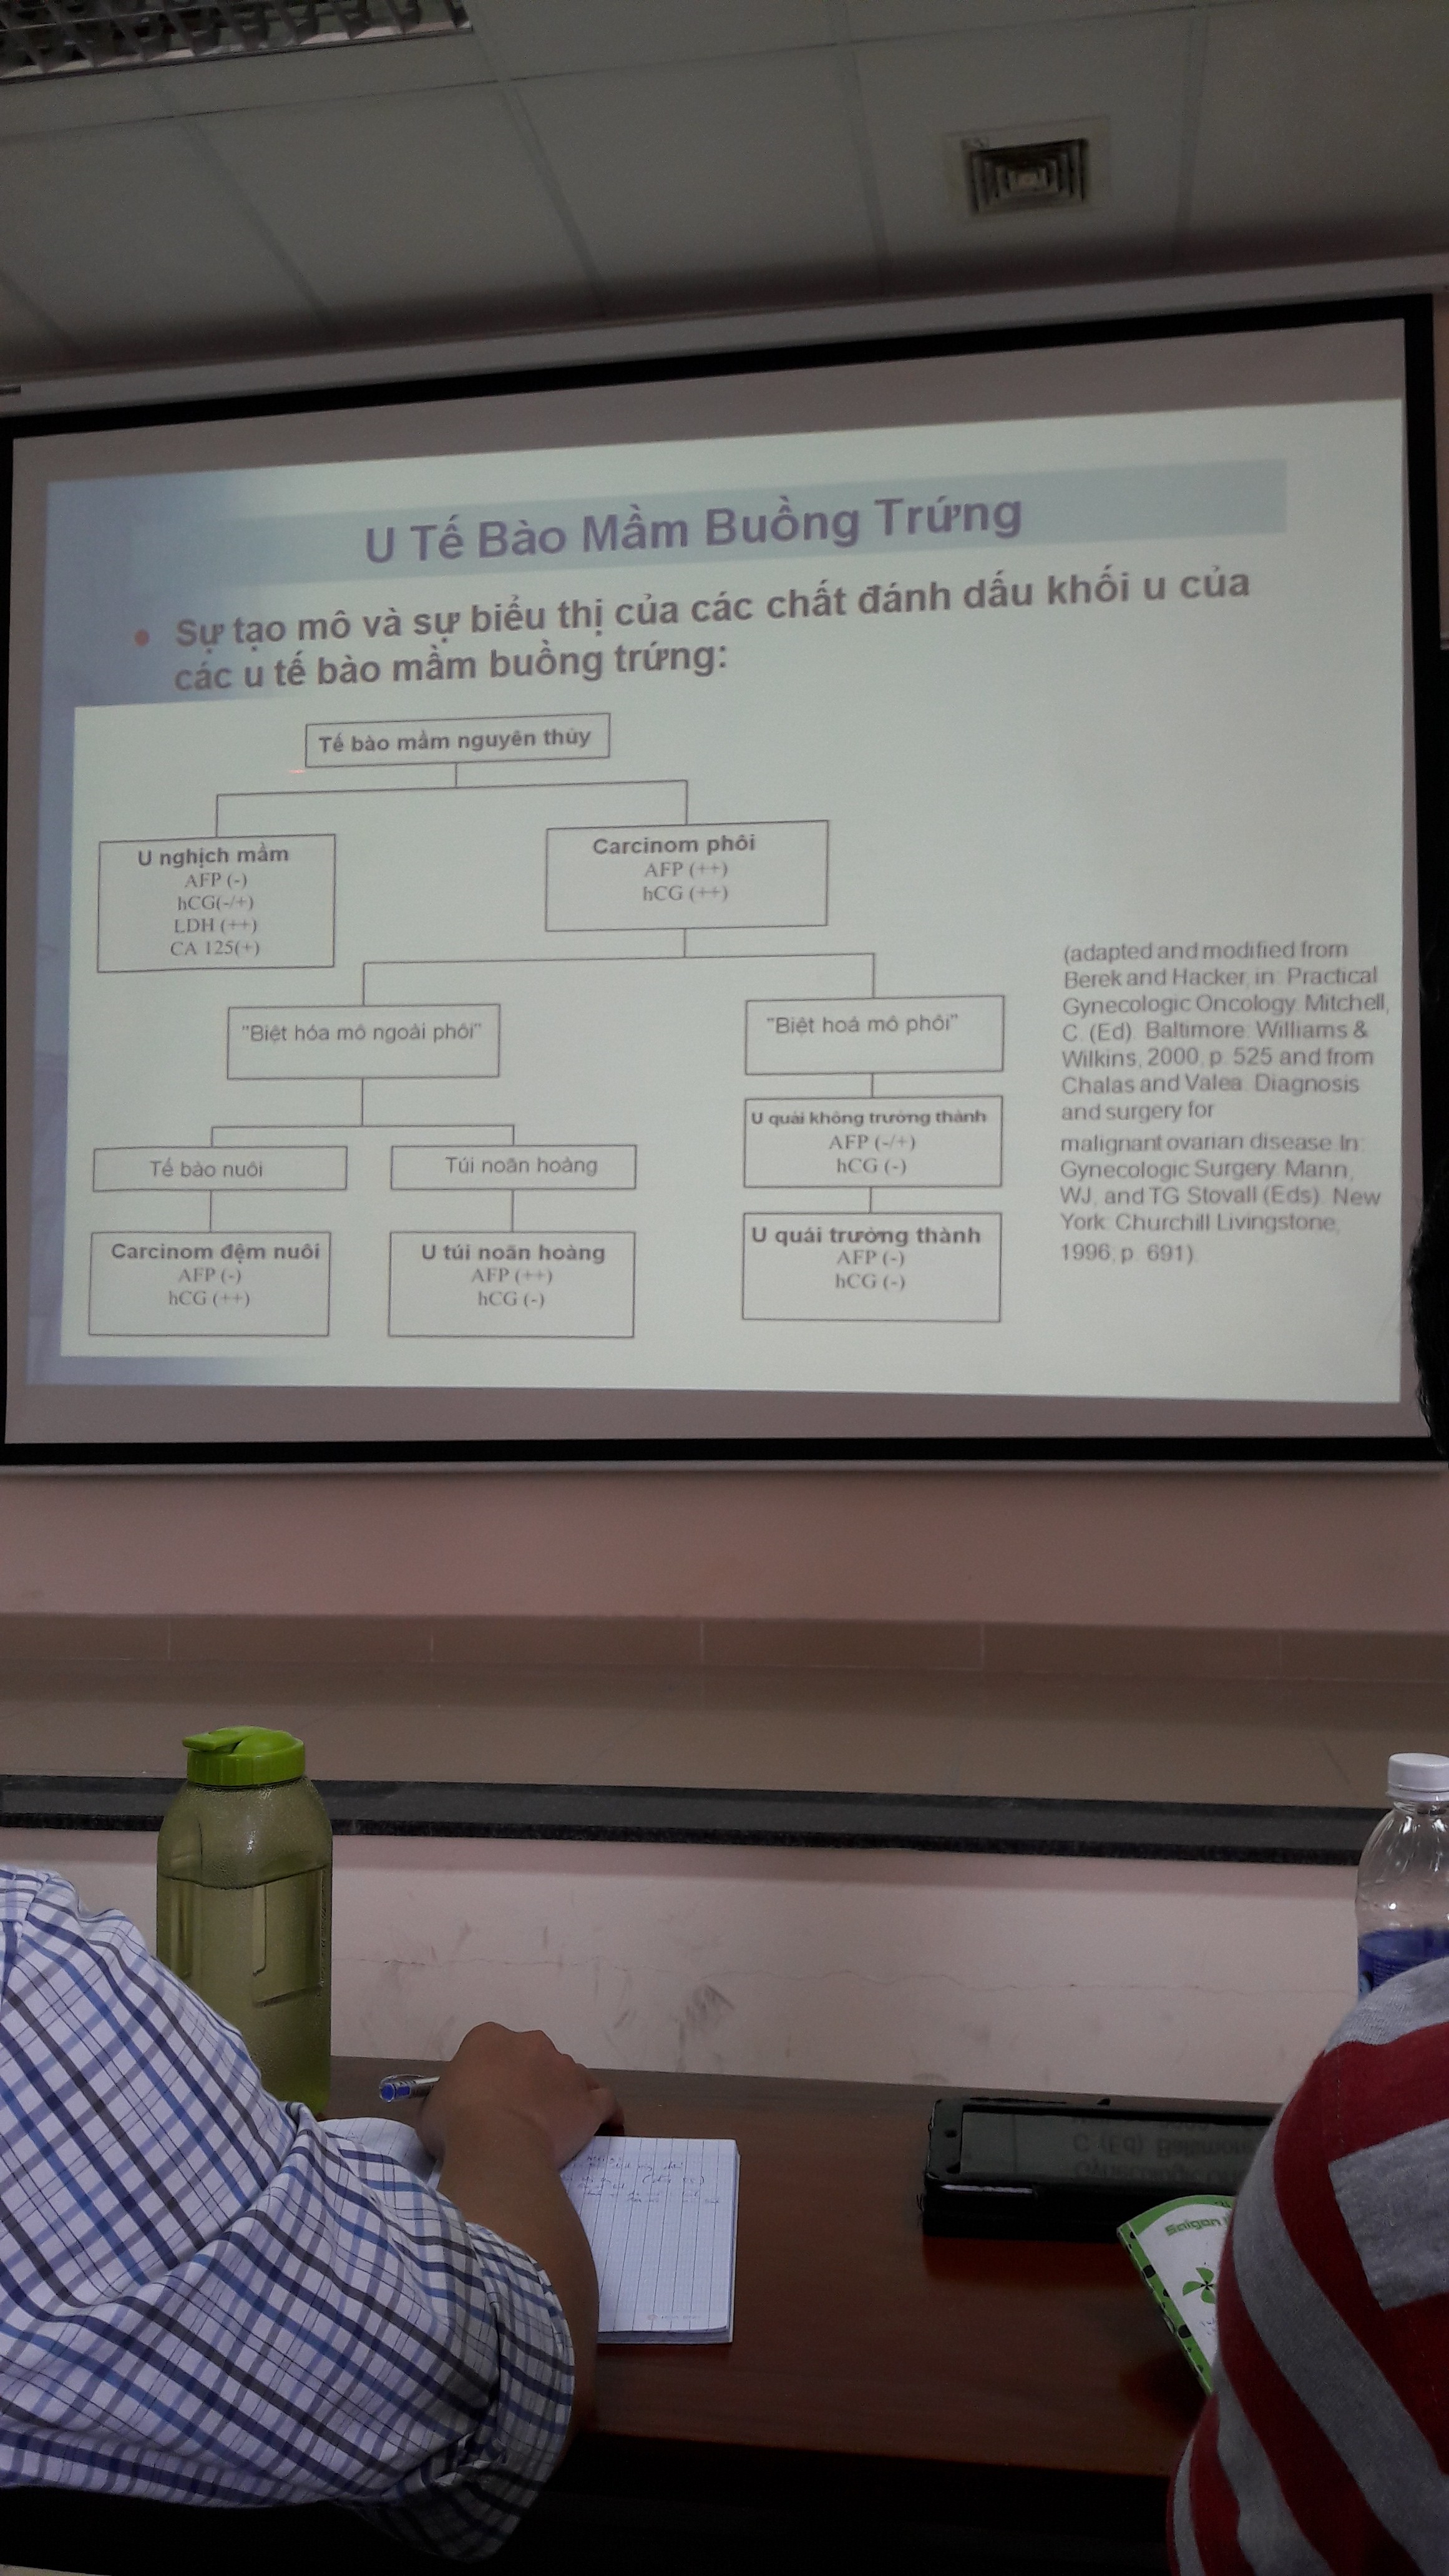 U Tế Bào Mầm Buồng Trứng
• Sự tạo mô và sự biểu thị của các chất đánh dấu khối u của
các u tế bào mầm buồng trứng:
Tế bào mầm nguyên thủy
U nghịch mầm
AFP (-)
hCG(-/+)
LDH (++)
CA 125(+)
Carcinom phôi
AFP (++)
hCG (++)
"Biệt hóa mô ngoài phôi"
"Biệt hoá mô phôi"
Tế bào nuôi
Túi noãn hoàng
U quái không trưởng thành
AFP (-/+)
hCG (-)
Carcinom đệm nuôi
AFP (-)
hCG (++)
U túi noãn hoàng
AFP (++)
hCG (-)
U quái trưởng thành
AFP (-)
hCG (-)
(adapted and modified from
Berek and Hacker, in: Practical
Gynecologic Oncology. Mitchell,
C. (Ed). Baltimore: Williams &
Wilkins, 2000, p. 525 and from
Chalas and Valea. Diagnosis
and surgery for
malignant ovarian disease. In:
Gynecologic Surgery. Mann,
WJ, and TG Stovall (Eds). New
York: Churchill Livingstone,
1996, p. 691).
C. (Ed). Baltimore
Saigon